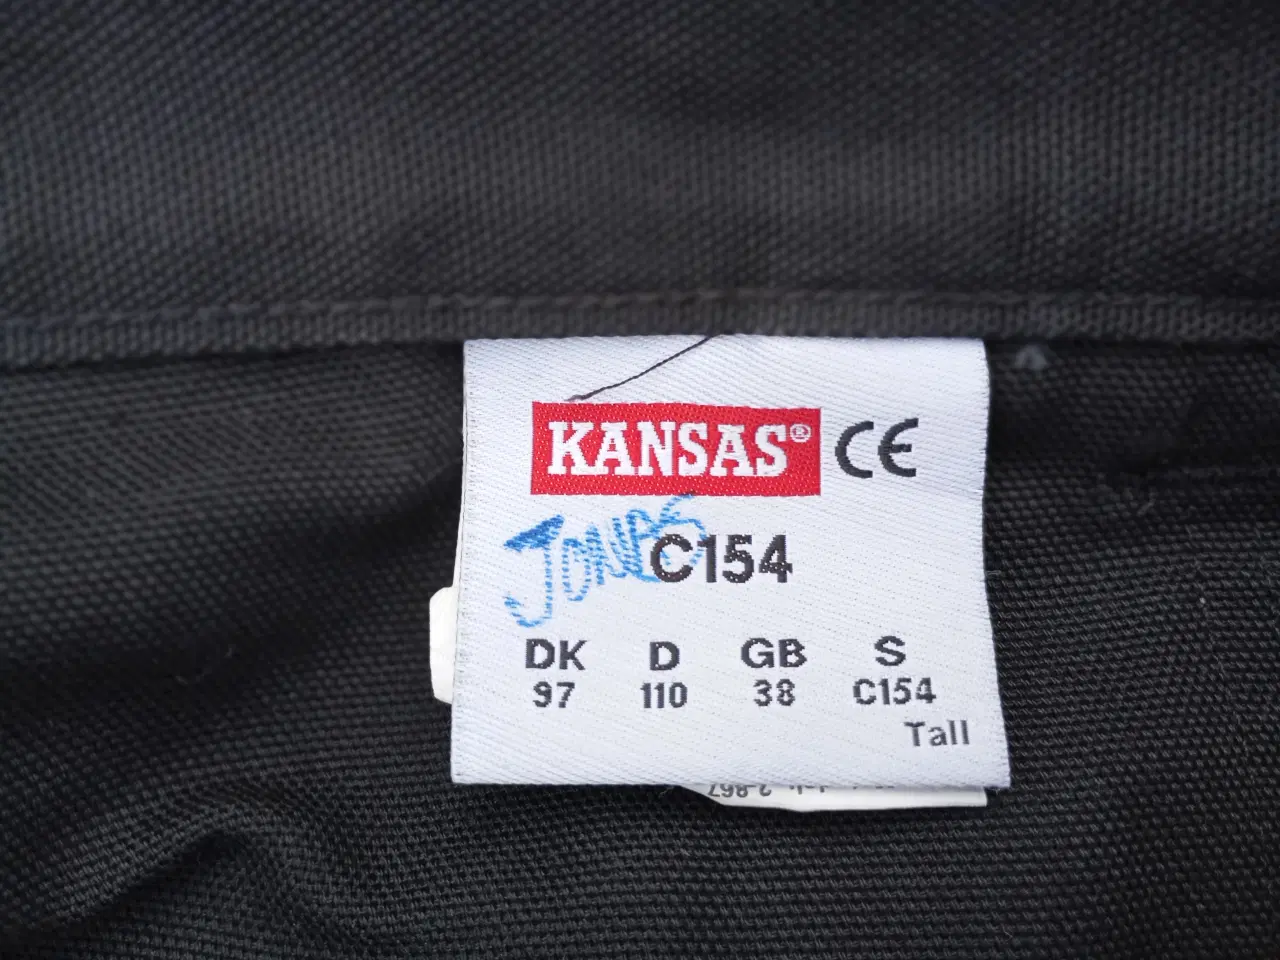 KANSAS® CE
JONAS
C154
DK D GB S
97 110 38 C154
Tall